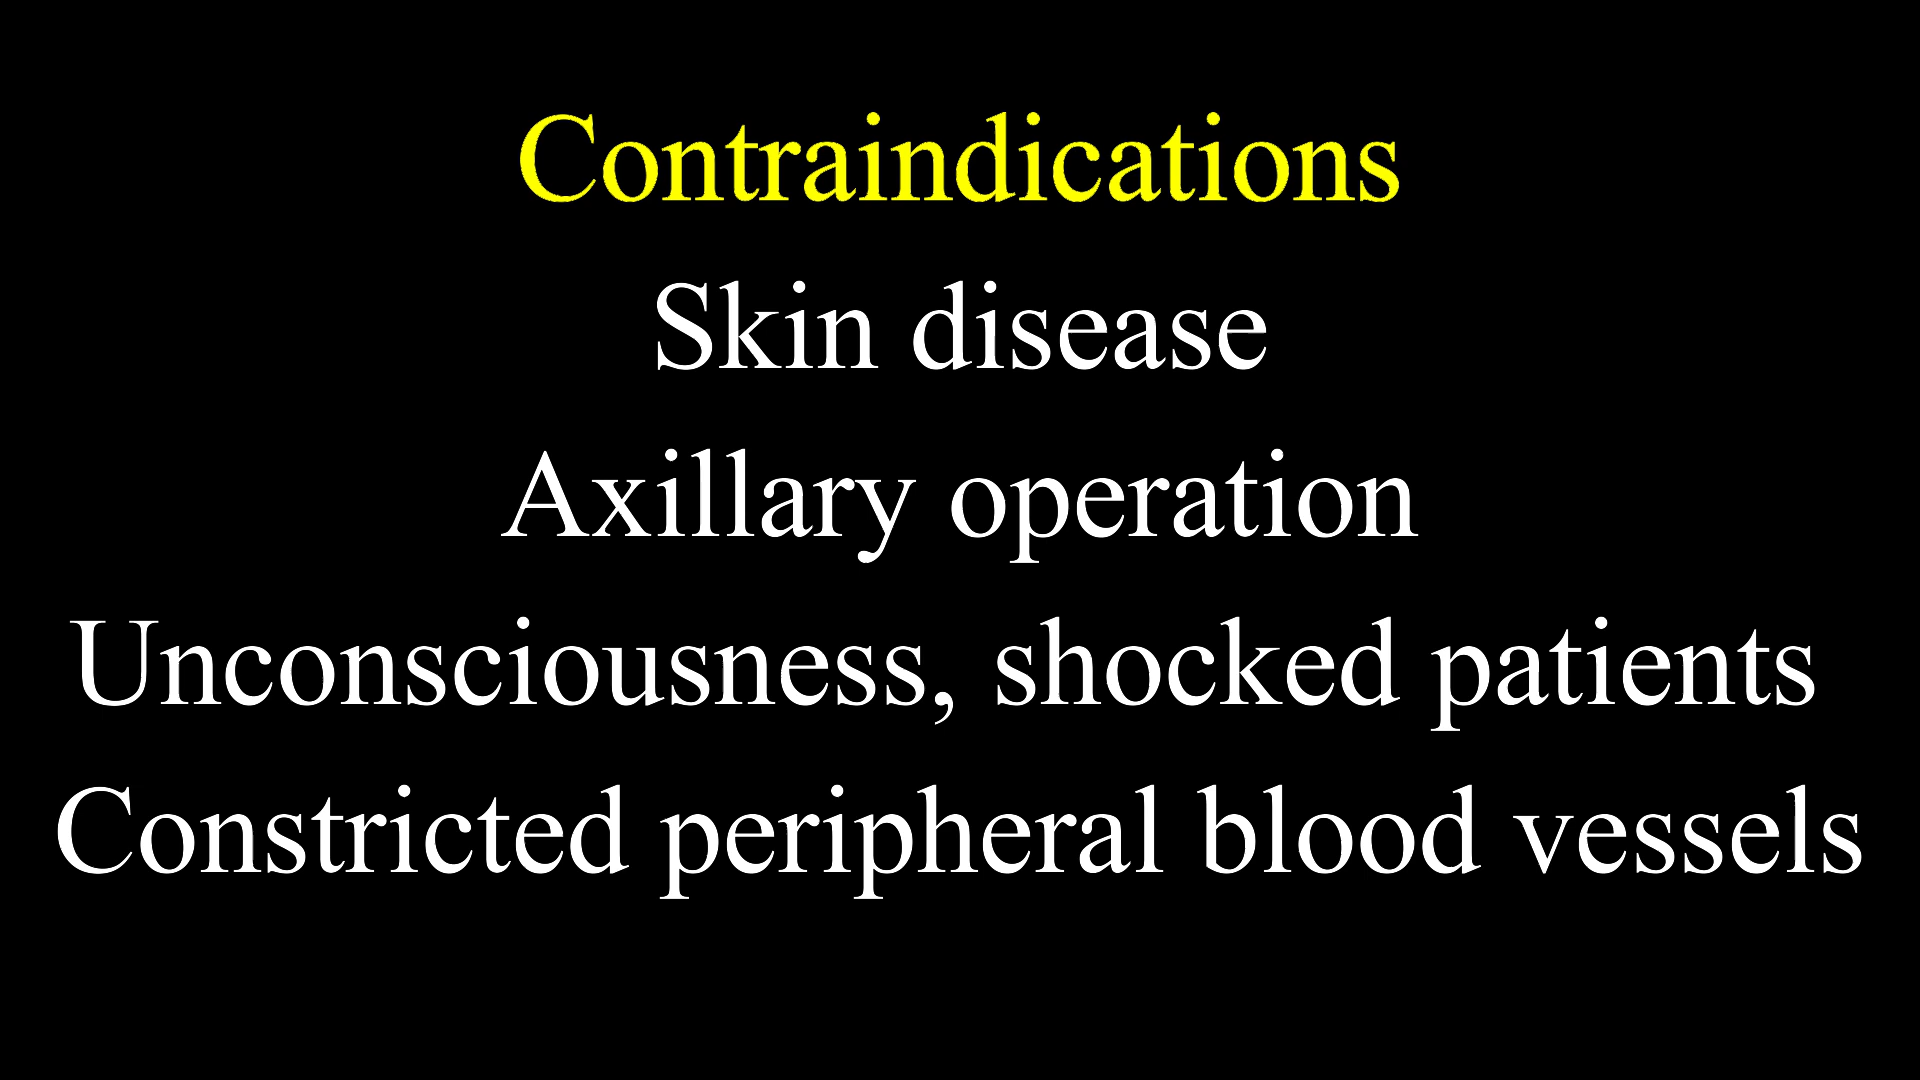 Contraindications
Skin disease
Axillary operation
Unconsciousness, shocked patients
Constricted peripheral blood vessels